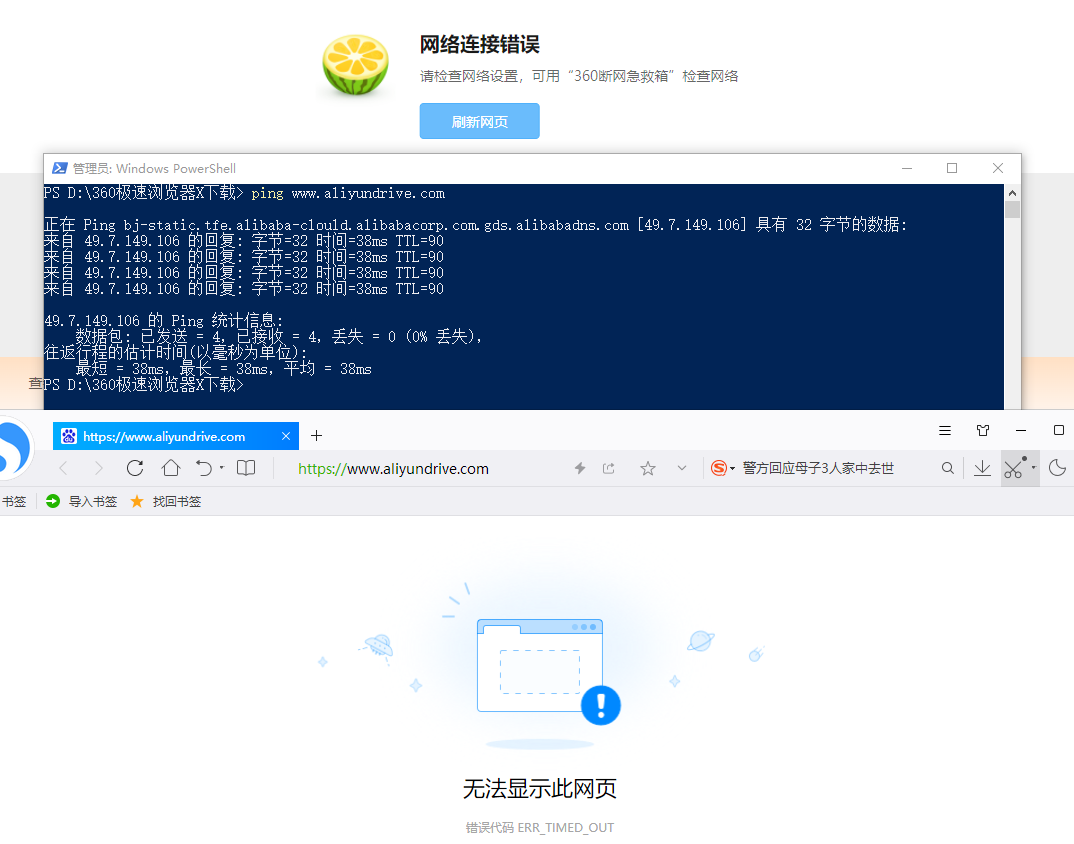 网络连接错误
请检查网络设置，可用“360断网急救箱”检查网络
刷新网页
管理员: Windows PowerShell
PS D:\360极速浏览器X下载> ping www.aliyundrive.com
正在 Ping bj-static.tfe.alibaba-clould.alibabacorp.com.gds.alibabadns.com [49.7.149.106] 具有 32 字节的数据:
来自 49.7.149.106 的回复: 字节=32 时间=38ms TTL=90
来自 49.7.149.106 的回复: 字节=32 时间=38ms TTL=90
来自 49.7.149.106 的回复: 字节=32 时间=38ms TTL=90
来自 49.7.149.106 的回复: 字节=32 时间=38ms TTL=90
49.7.149.106 的 Ping 统计信息:
数据包: 已发送 = 4，已接收 = 4，丢失 = 0 (0% 丢失)，
往返行程的估计时间(以毫秒为单位):
最短 = 38ms，最长 = 38ms，平均 = 38ms
查
PS D:\360极速浏览器X下载>
https://www.aliyundrive.com
https://www.aliyundrive.com
警方回应母子3人家中去世
书签 导入书签 找回书签
无法显示此网页
错误代码 ERR_TIMED_OUT